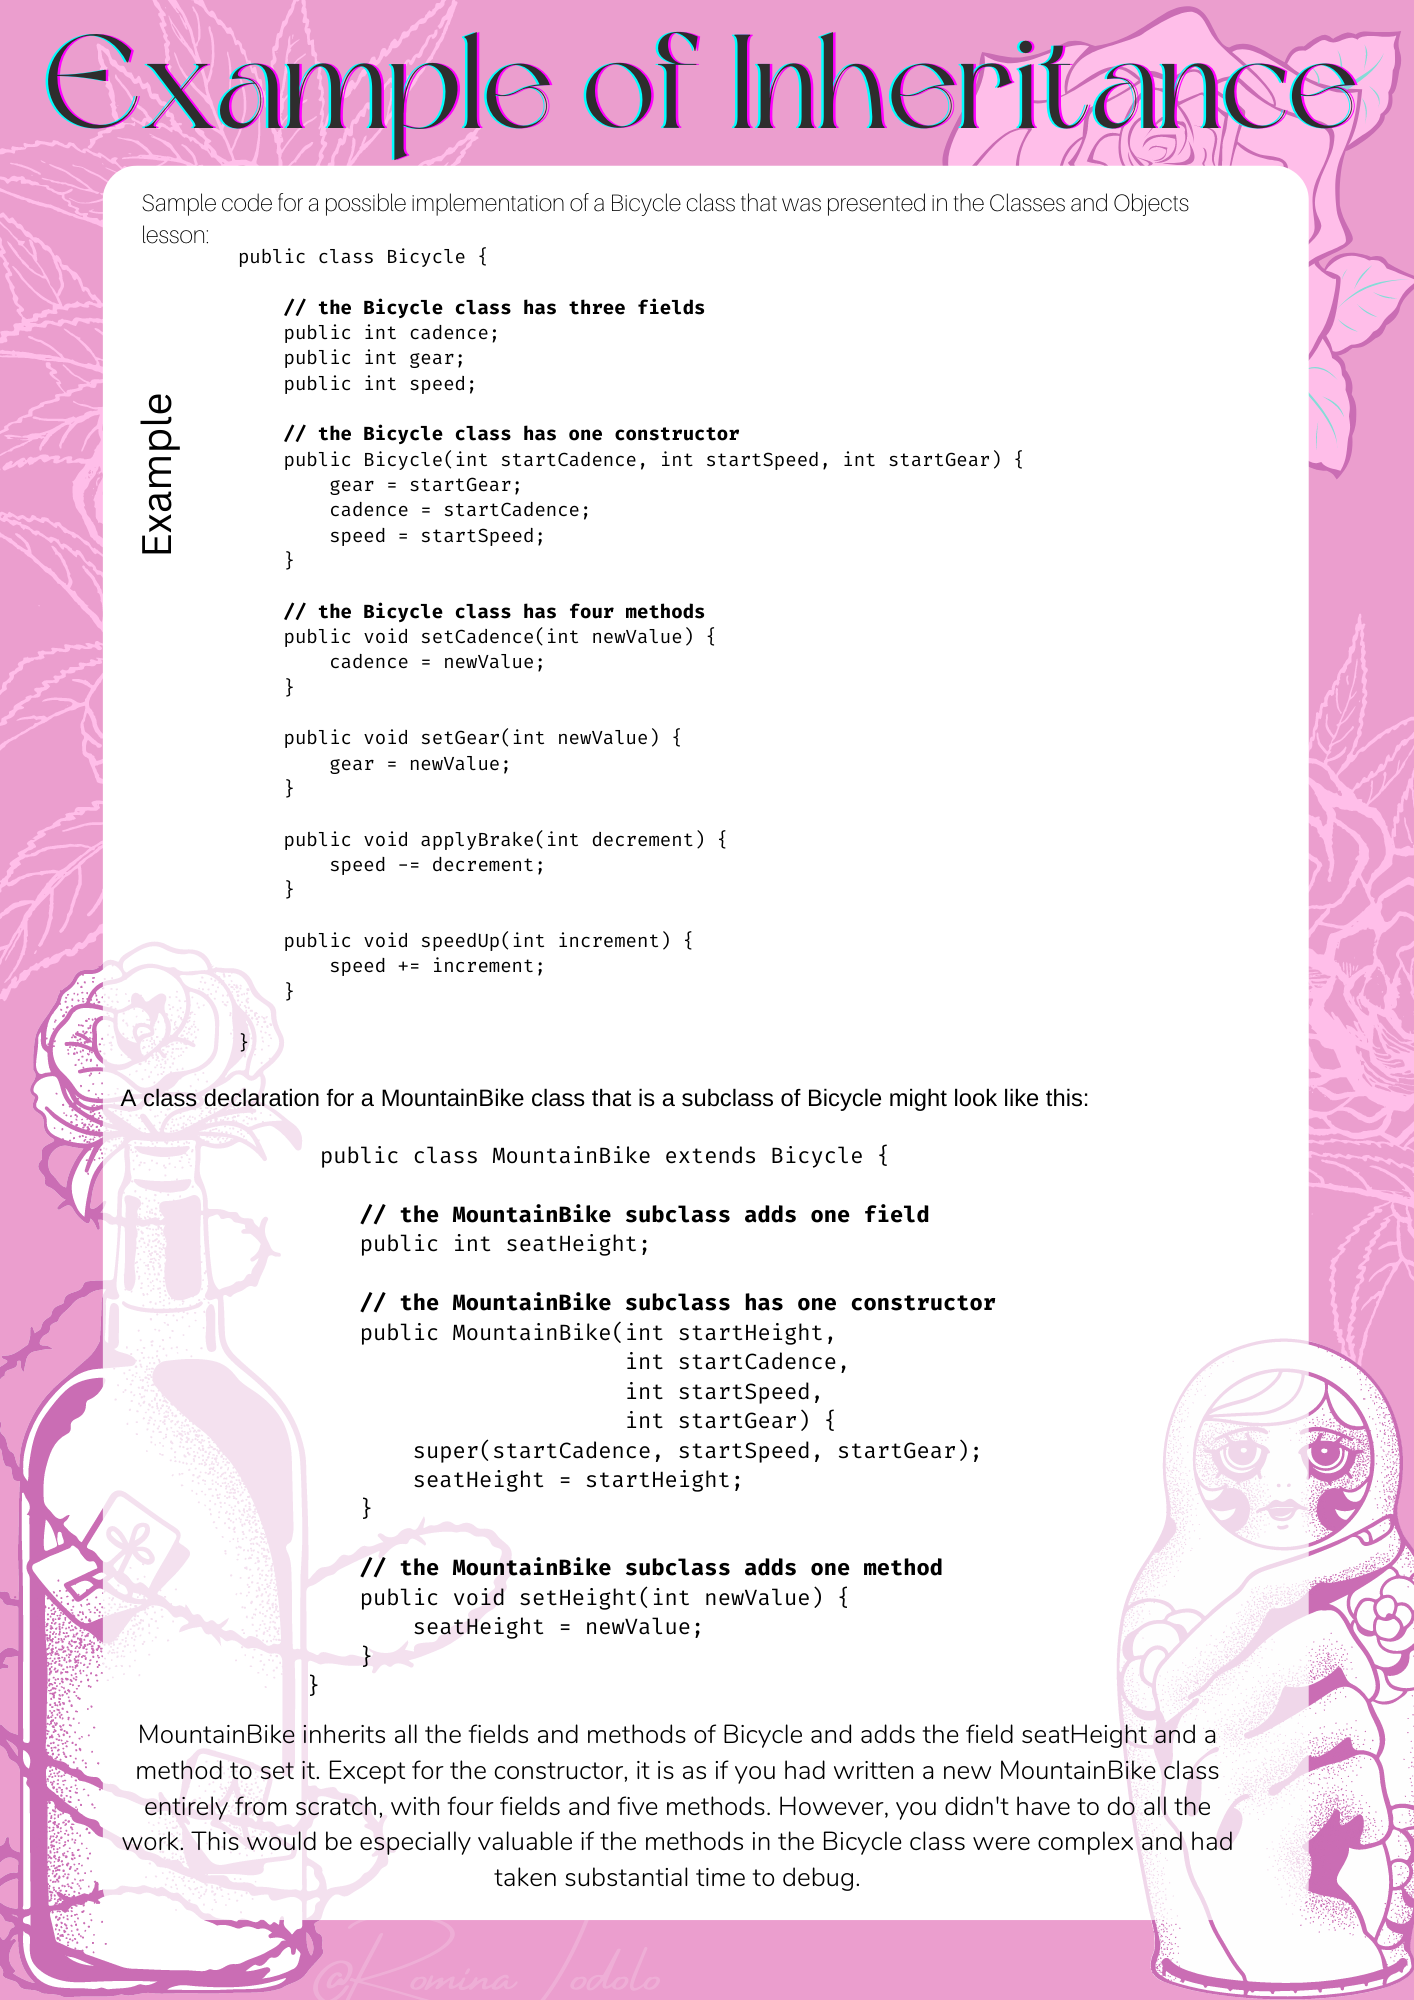 Example of Inheritance
Sample code for a possible implementation of a Bicycle class that was presented in the Classes and Objects
lesson:
Example
public class Bicycle {
    // the Bicycle class has three fields
    public int cadence;
    public int gear;
    public int speed;
    // the Bicycle class has one constructor
    public Bicycle(int startCadence, int startSpeed, int startGear) {
        gear = startGear;
        cadence = startCadence;
        speed = startSpeed;
    }
    // the Bicycle class has four methods
    public void setCadence(int newValue) {
        cadence = newValue;
    }
    public void setGear(int newValue) {
        gear = newValue;
    }
    public void applyBrake(int decrement) {
        speed -= decrement;
    }
    public void speedUp(int increment) {
        speed += increment;
    }
}
A class declaration for a MountainBike class that is a subclass of Bicycle might look like this:
public class MountainBike extends Bicycle {
    // the MountainBike subclass adds one field
    public int seatHeight;
    // the MountainBike subclass has one constructor
    public MountainBike(int startHeight,
                        int startCadence,
                        int startSpeed,
                        int startGear) {
        super(startCadence, startSpeed, startGear);
        seatHeight = startHeight;
    }
    // the MountainBike subclass adds one method
    public void setHeight(int newValue) {
        seatHeight = newValue;
    }
}
MountainBike inherits all the fields and methods of Bicycle and adds the field seatHeight and a
method to set it. Except for the constructor, it is as if you had written a new MountainBike class
entirely from scratch, with four fields and five methods. However, you didn't have to do all the
work. This would be especially valuable if the methods in the Bicycle class were complex and had
taken substantial time to debug.
@Romina Iodolo